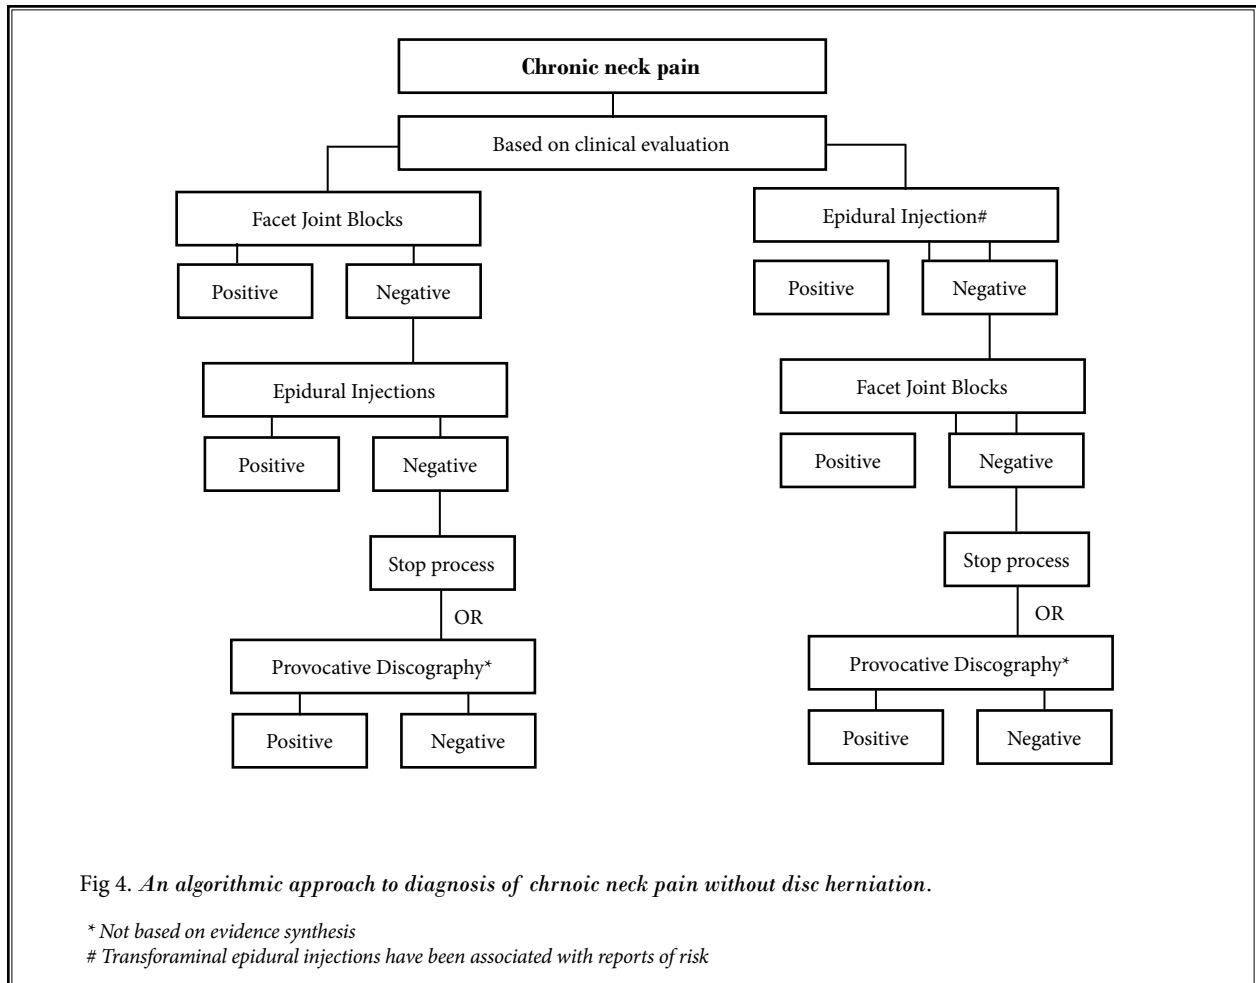 Chronic neck pain
Based on clinical evaluation
Facet Joint Blocks
Epidural Injection#
Positive
Negative
Positive
Negative
Epidural Injections
Facet Joint Blocks
Positive
Negative
Positive
Negative
Stop process
Stop process
OR
OR
Provocative Discography*
Provocative Discography*
Positive
Negative
Positive
Negative
Fig 4. An algorithmic approach to diagnosis of chrnoic neck pain without disc herniation.
* Not based on evidence synthesis
# Transforaminal epidural injections have been associated with reports of risk